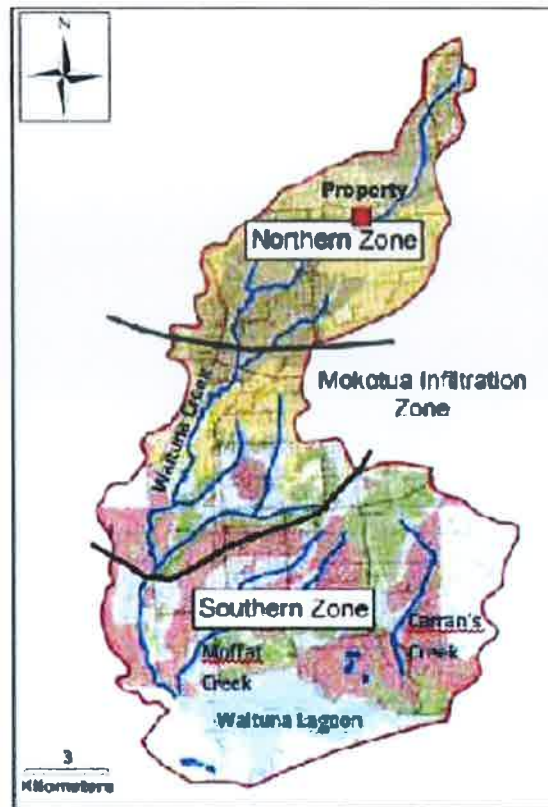 N
Property
Northern Zone
Mokotua Infiltration
Zone
Waituna Creek
Southern Zone
Moffat
Creek
Carran's
Creek
Waituna Lagoon
3
Kilometers